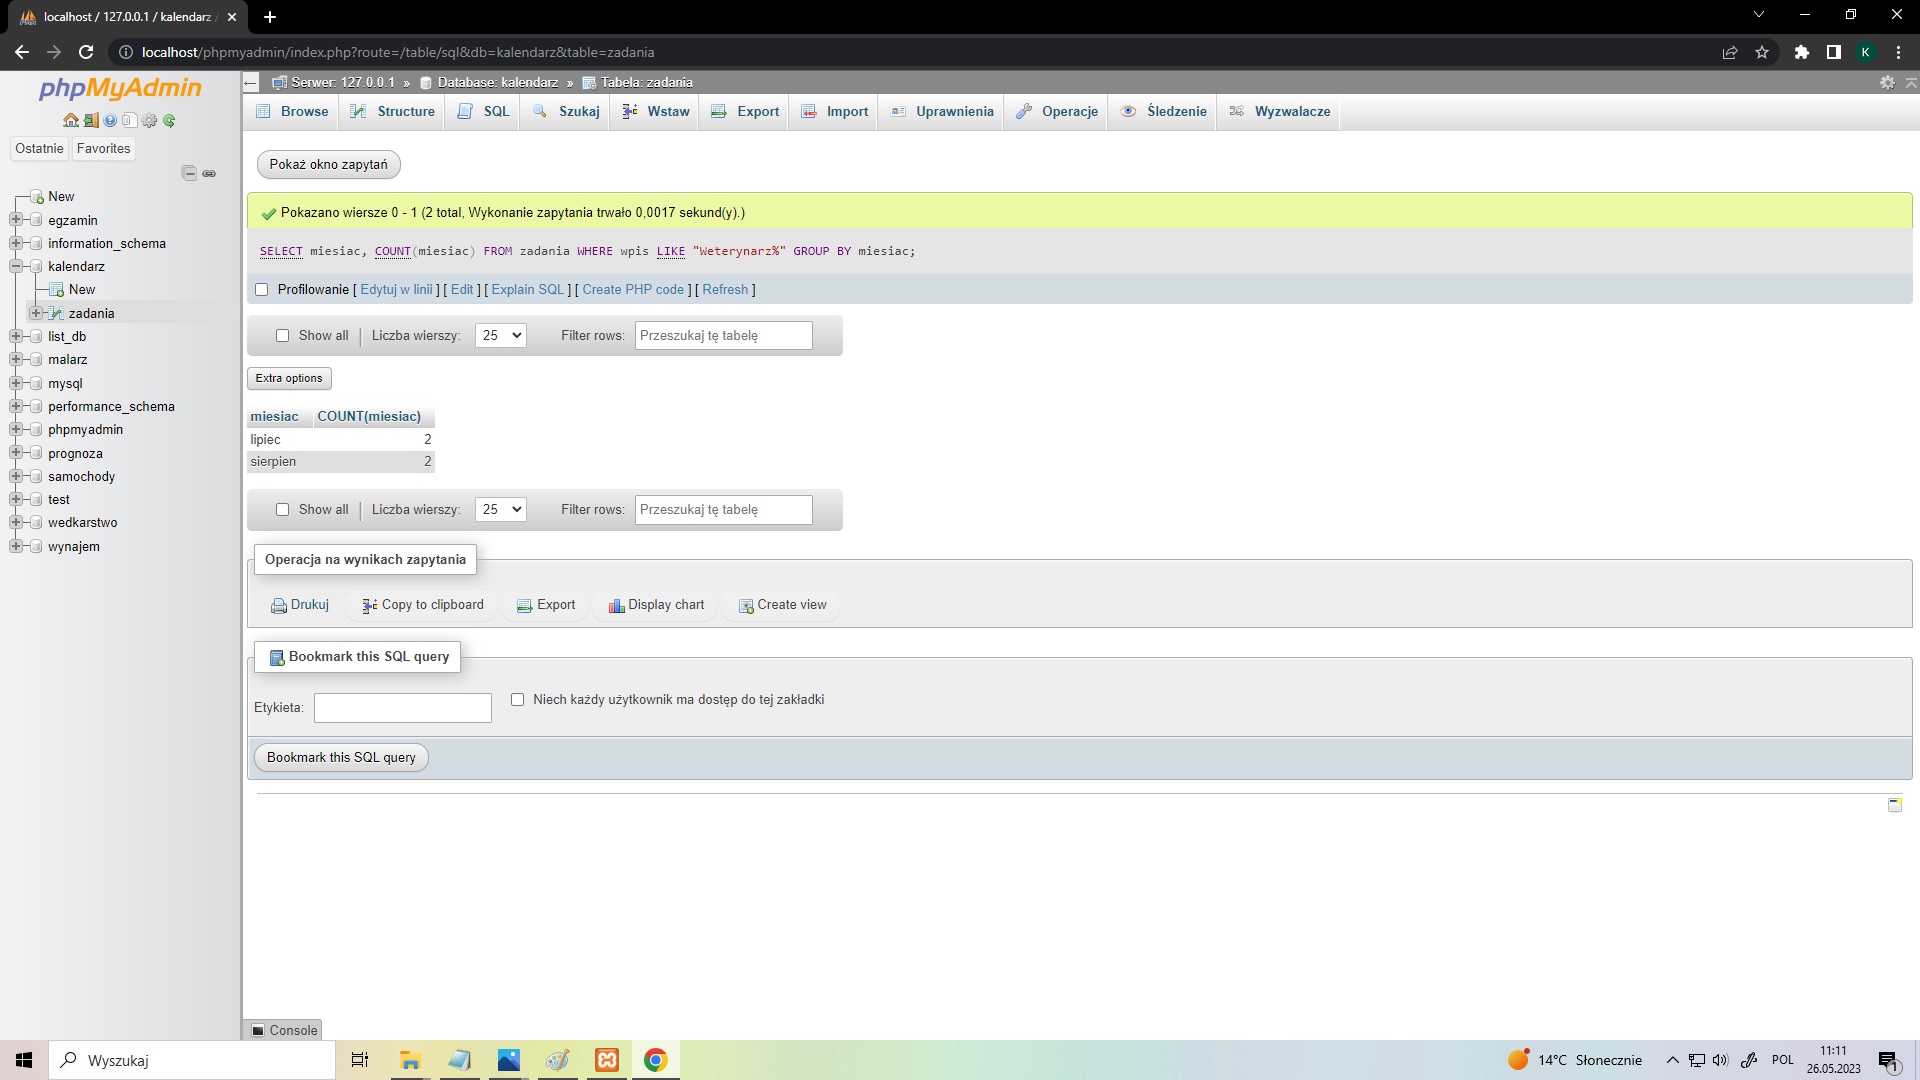 localhost / 127.0.0.1 / kalendarz /
localhost/phpmyadmin/index.php?route=/table/sql&db=kalendarz&table=zadania
K
phpMyAdmin
Ostatnie Favorites
New
egzamin
information_schema
kalendarz
New
zadania
list_db
malarz
mysql
performance_schema
phpmyadmin
prognoza
samochody
test
wedkarstwo
wynajem
Serwer: 127.0.0.1 » Database: kalendarz » Tabela: zadania
Browse Structure SQL Szukaj Wstaw Export Import Uprawnienia Operacje Śledzenie Wyzwalacze
Pokaż okno zapytań
Pokazano wiersze 0 - 1 (2 total, Wykonanie zapytania trwało 0,0017 sekund(y).)
SELECT miesiac, COUNT(miesiac) FROM zadania WHERE wpis LIKE "Weterynarz%" GROUP BY miesiac;
Profilowanie [ Edytuj w linii ] [ Edit ] [ Explain SQL ] [ Create PHP code ] [ Refresh ]
Show all | Liczba wierszy: 25 Filter rows: Przeszukaj tę tabelę
Extra options
miesiac COUNT(miesiac)
lipiec 2
sierpien 2
Show all | Liczba wierszy: 25 Filter rows: Przeszukaj tę tabelę
Operacja na wynikach zapytania
Drukuj Copy to clipboard Export Display chart Create view
Bookmark this SQL query
Etykieta: Niech każdy użytkownik ma dostęp do tej zakładki
Bookmark this SQL query
Console
Wyszukaj
14°C Słonecznie POL 11:11
26.05.2023
1